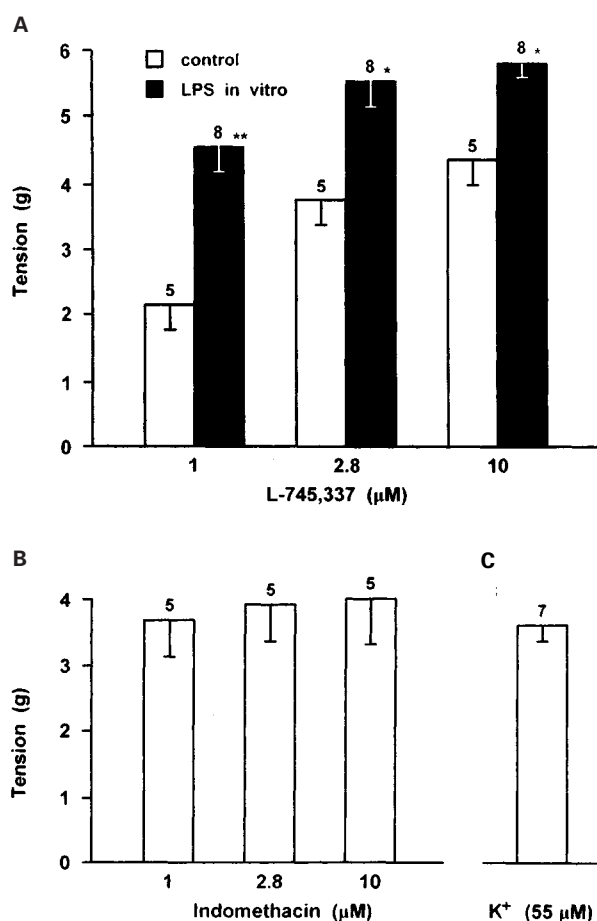 A
6
5
4
3
2
1
0
Tension (g)
control
LPS in vitro
5
8 **
5
8 *
5
8 *
1 2.8 10
L-745,337 (μM)
B
4
3
2
1
0
Tension (g)
5
5
5
1 2.8 10
Indomethacin (μM)
C
7
K⁺ (55 μM)